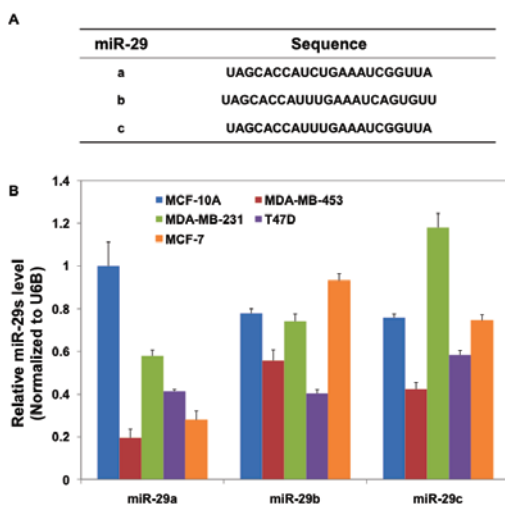 A
miR-29 Sequence
a UAGCACCAUCUGAAAUCGGUUA
b UAGCACCAUUUGAAAUCAGUGUU
c UAGCACCAUUUGAAAUCGGUUA
B
Relative miR-29s level
(Normalized to U6B)
1.4
1.2
1
0.8
0.6
0.4
0.2
0
MCF-10A MDA-MB-453
MDA-MB-231 T47D
MCF-7
miR-29a miR-29b miR-29c